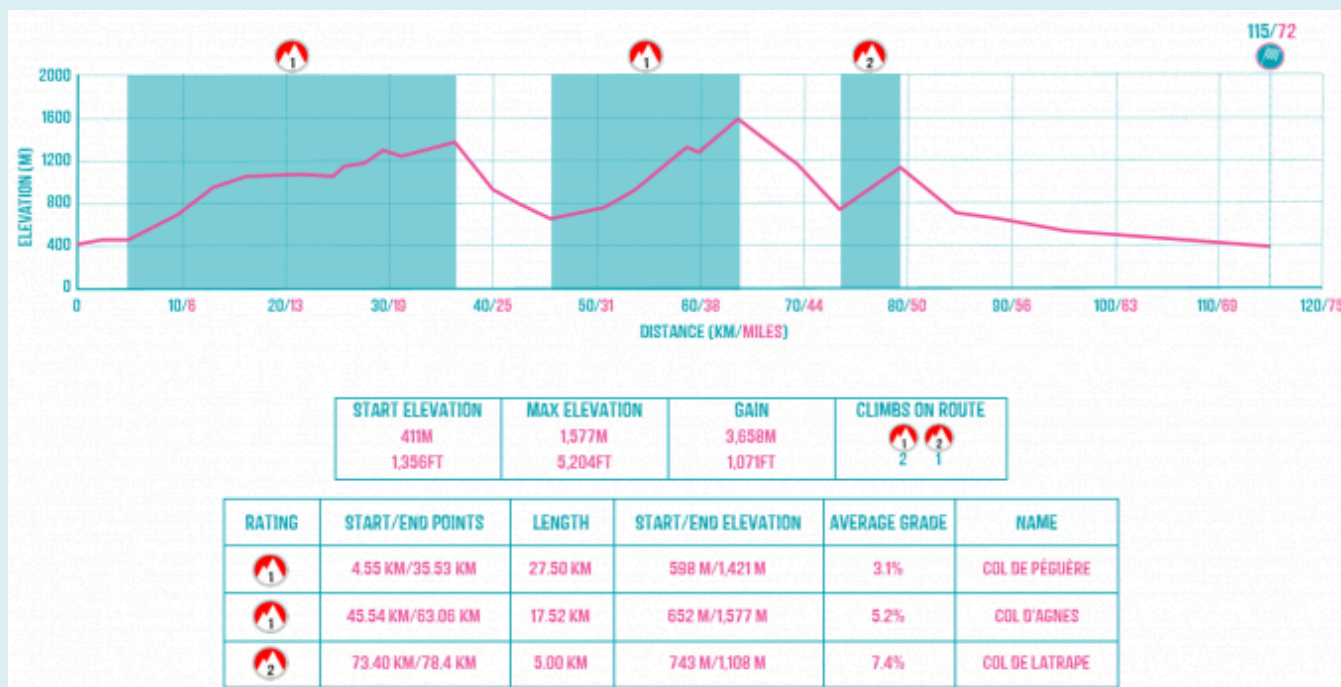 115/72
1
1
2
2000
1600
1200
800
400
0
ELEVATION (M)
0 10/6 20/13 30/19 40/25 50/31 60/38 70/44 80/50 90/56 100/63 110/69 120/75
DISTANCE (KM/MILES)
START ELEVATION MAX ELEVATION GAIN CLIMBS ON ROUTE
411M 1,577M 3,658M 1 2
1,356FT 5,204FT 1,071FT 2 1
RATING START/END POINTS LENGTH START/END ELEVATION AVERAGE GRADE NAME
1 4.55 KM/35.53 KM 27.50 KM 598 M/1,421 M 3.1% COL DE PÉGUÈRE
1 45.54 KM/63.06 KM 17.52 KM 652 M/1,577 M 5.2% COL D'AGNES
2 73.40 KM/78.4 KM 5.00 KM 743 M/1,108 M 7.4% COL DE LATRAPE